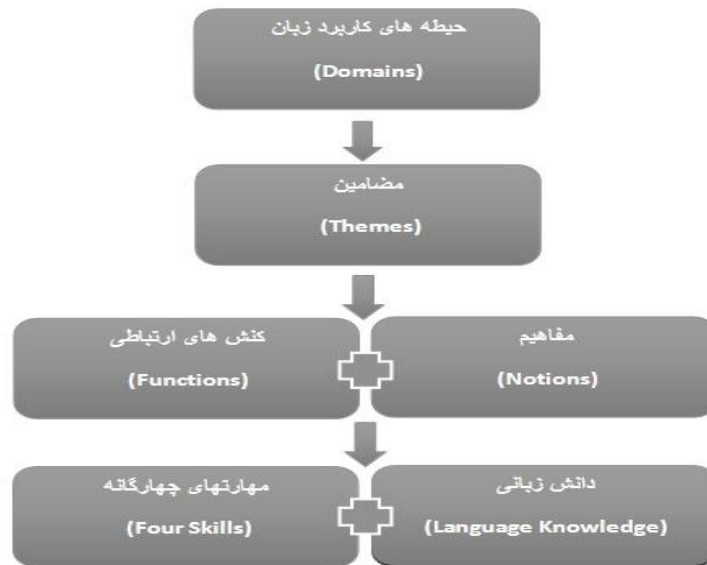 حیطه های کاربرد زبان
(Domains)
مضامین
(Themes)
کنش های ارتباطی
(Functions)
مفاهیم
(Notions)
مهارتهای چهارگانه
(Four Skills)
دانش زبانی
(Language Knowledge)